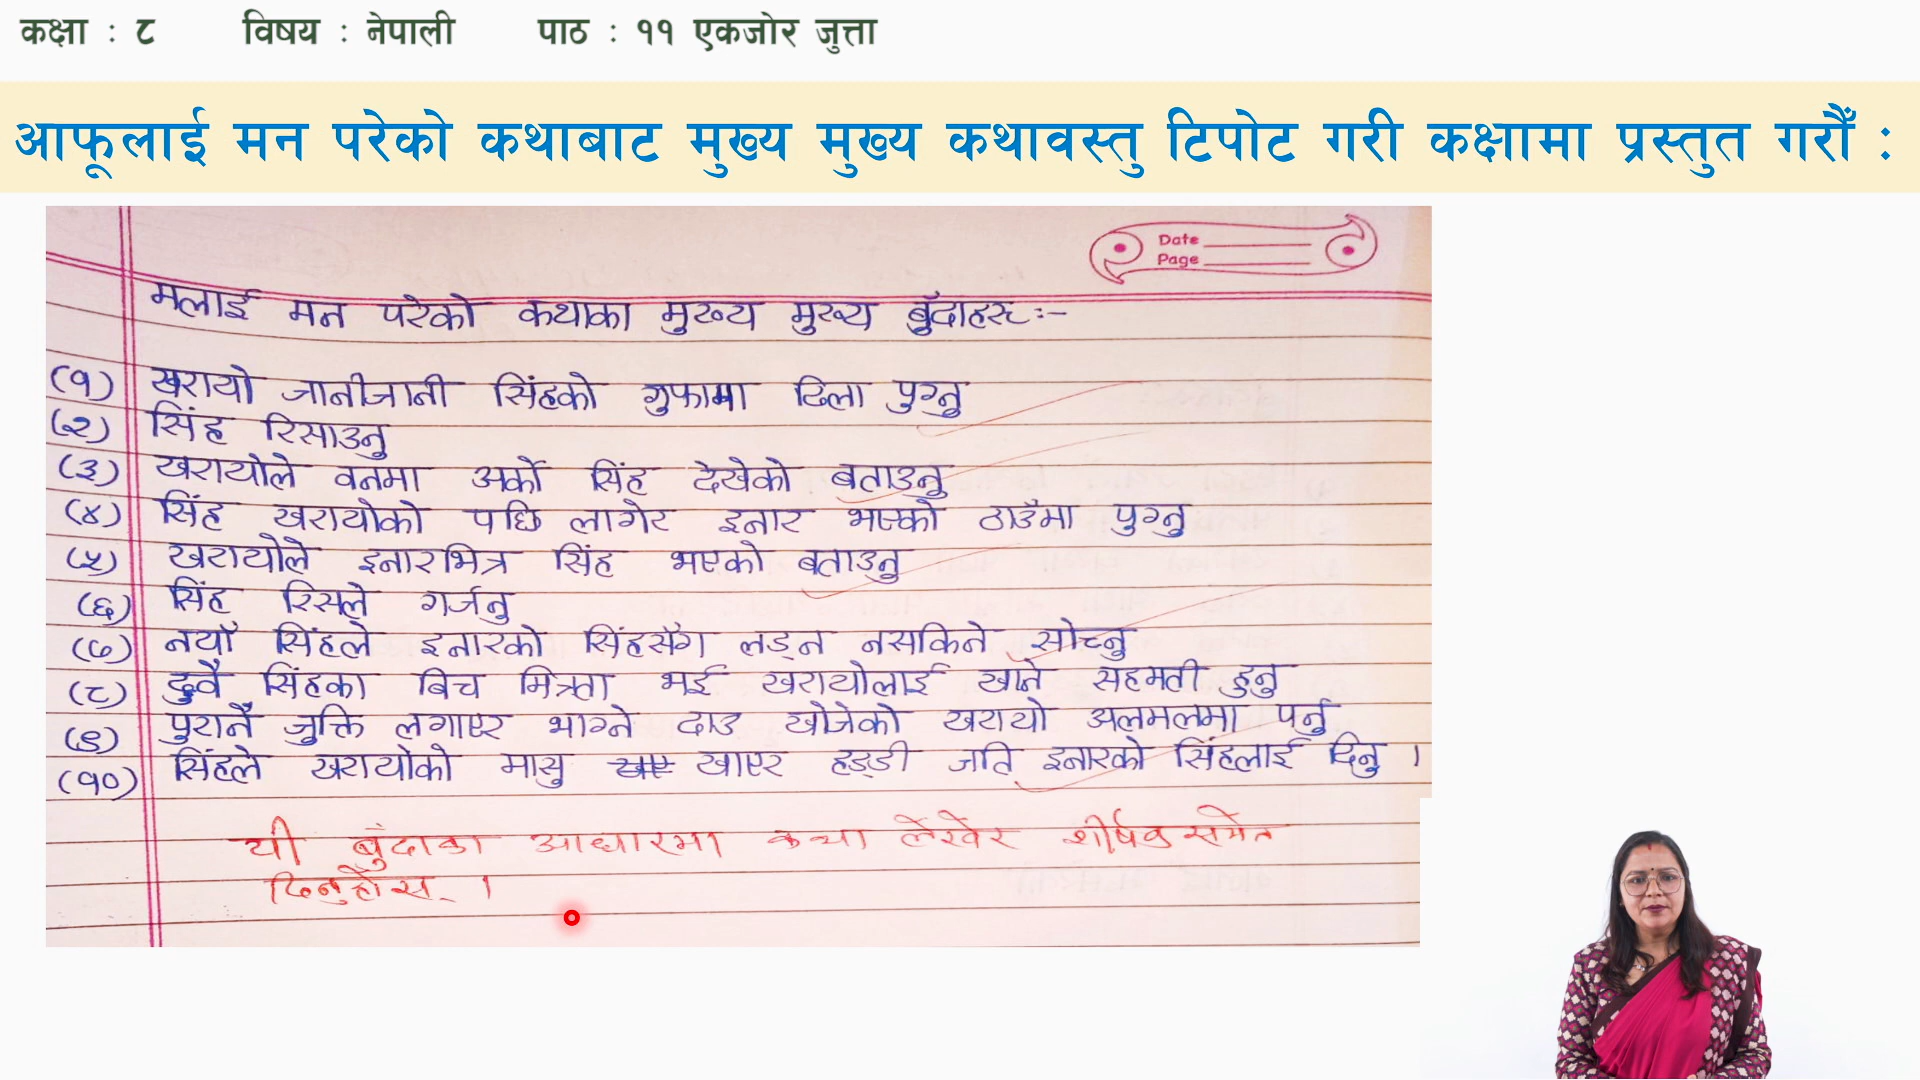 कक्षा : ८ विषय : नेपाली पाठ : ११ एकजोर जुत्ता
आफूलाई मन परेको कथाबाट मुख्य मुख्य कथावस्तु टिपोट गरी कक्षामा प्रस्तुत गरौँ :
Date
Page
मलाई मन परेको कथाका मुख्य मुख्य बुँदाहरू :-
(१) खरायो जानीजानी सिंहको गुफामा ढिला पुग्नु
(२) सिंह रिसाउनु
(३) खरायोले वनमा अर्को सिंह देखेको बताउनु
(४) सिंह खरायोको पछि लागेर इनार भएको ठाउँमा पुग्नु
(५) खरायोले इनारभित्र सिंह भएको बताउनु
(६) सिंह रिसले गर्जनु
(७) नयाँ सिंहले इनारको सिंहसँग लड्न नसकिने सोच्नु
(८) दुवै सिंहका बिच मित्रता भई खरायोलाई खाने सहमती हुनु
(९) पुरानै जुक्ति लगाएर भाग्ने दाउ खोजेको खरायो अलमलमा पर्नु
(१०) सिंहले खरायोको मासु खाएर हड्डी जति इनारको सिंहलाई दिनु ।
यी बुँदाका आधारमा कथा लेखेर शीर्षक समेत
दिनुहोस् ।